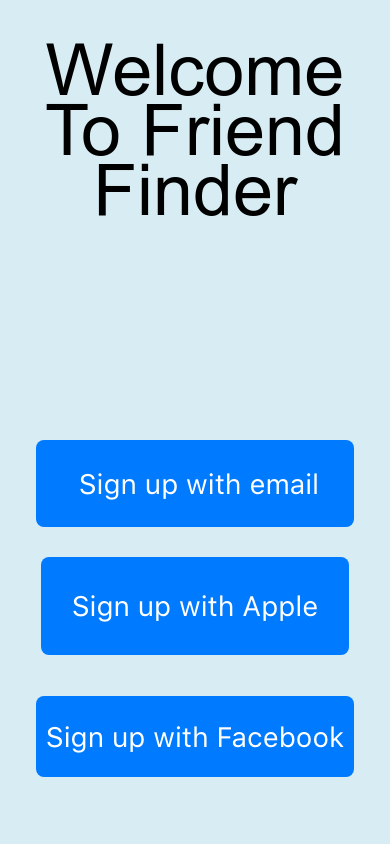 Welcome
To Friend
Finder
Sign up with email
Sign up with Apple
Sign up with Facebook